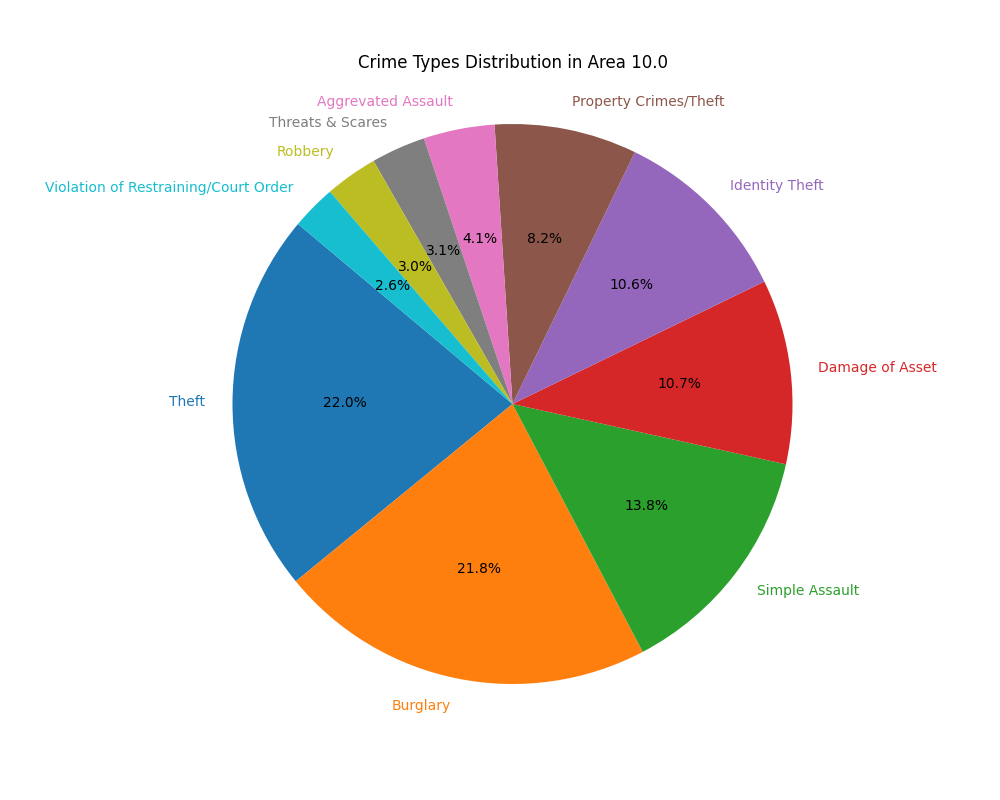 Crime Types Distribution in Area 10.0
Aggrevated Assault
Property Crimes/Theft
Threats & Scares
Robbery
Identity Theft
Violation of Restraining/Court Order
4.1%
8.2%
3.1%
3.0%
10.6%
2.6%
Damage of Asset
10.7%
Theft
22.0%
13.8%
21.8%
Simple Assault
Burglary